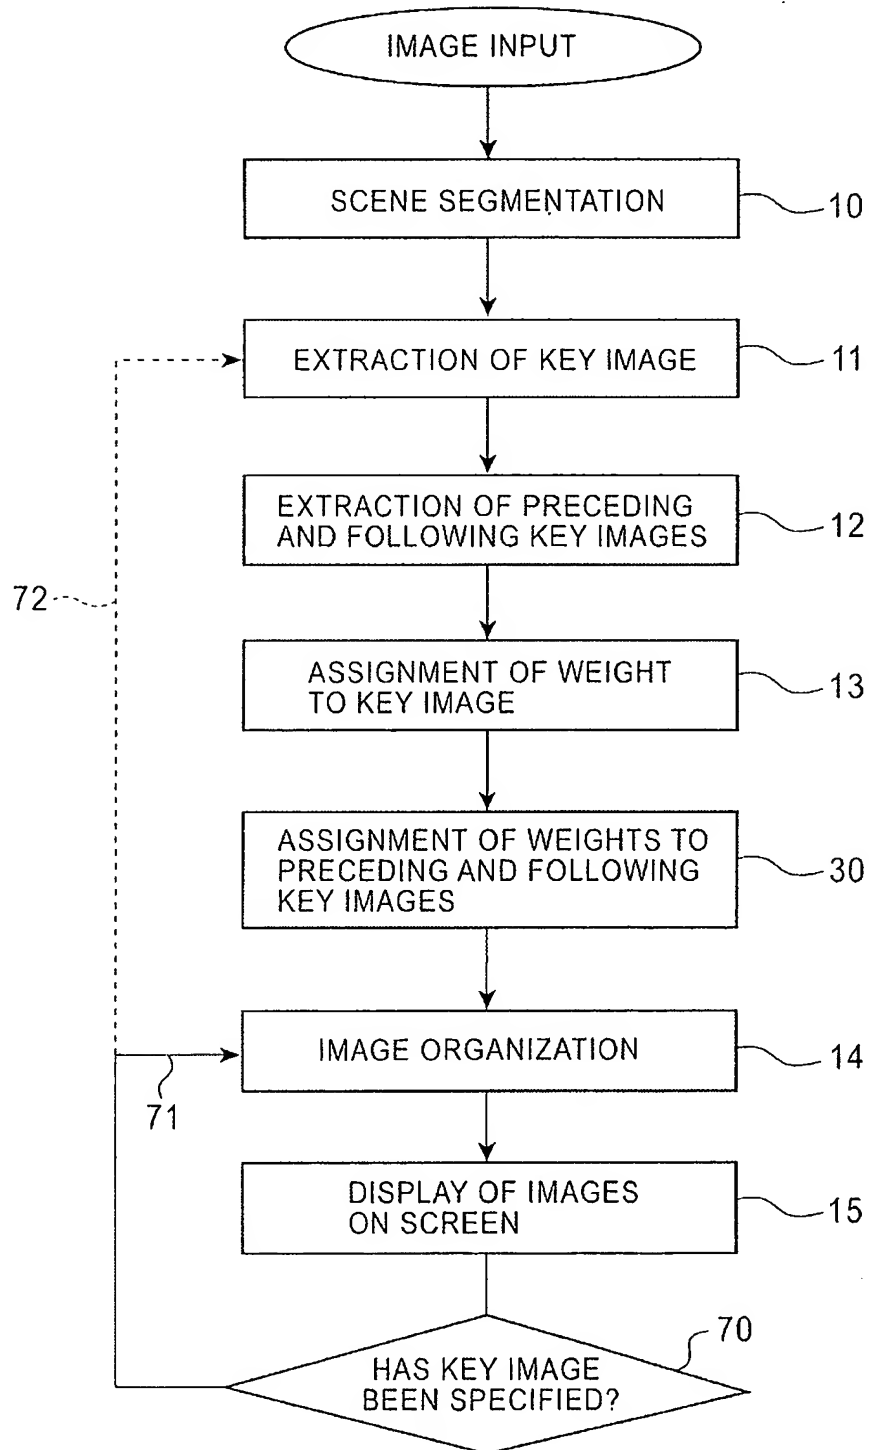 IMAGE INPUT
SCENE SEGMENTATION
10
EXTRACTION OF KEY IMAGE
11
EXTRACTION OF PRECEDING
AND FOLLOWING KEY IMAGES
12
72
ASSIGNMENT OF WEIGHT
TO KEY IMAGE
13
ASSIGNMENT OF WEIGHTS TO
PRECEDING AND FOLLOWING
KEY IMAGES
30
IMAGE ORGANIZATION
14
71
DISPLAY OF IMAGES
ON SCREEN
15
70
HAS KEY IMAGE
BEEN SPECIFIED?